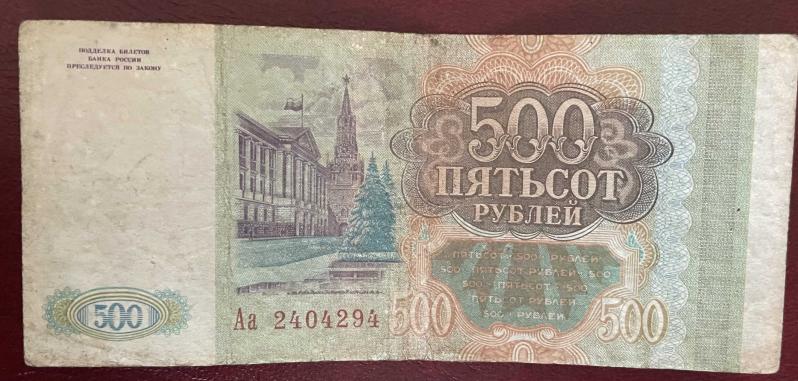 ПОДДЕЛКА БИЛЕТОВ
БАНКА РОССИИ
ПРЕСЛЕДУЕТСЯ ПО ЗАКОНУ
500
ПЯТЬСОТ
РУБЛЕЙ
ПЯТЬСОТ 500 РУБЛЕЙ
500 ПЯТЬСОТ РУБЛЕЙ 500
500 ПЯТЬСОТ 500
ПЯТЬСОТ РУБЛЕЙ
500 РУБЛЕЙ
500
Аа 2404294
500
500